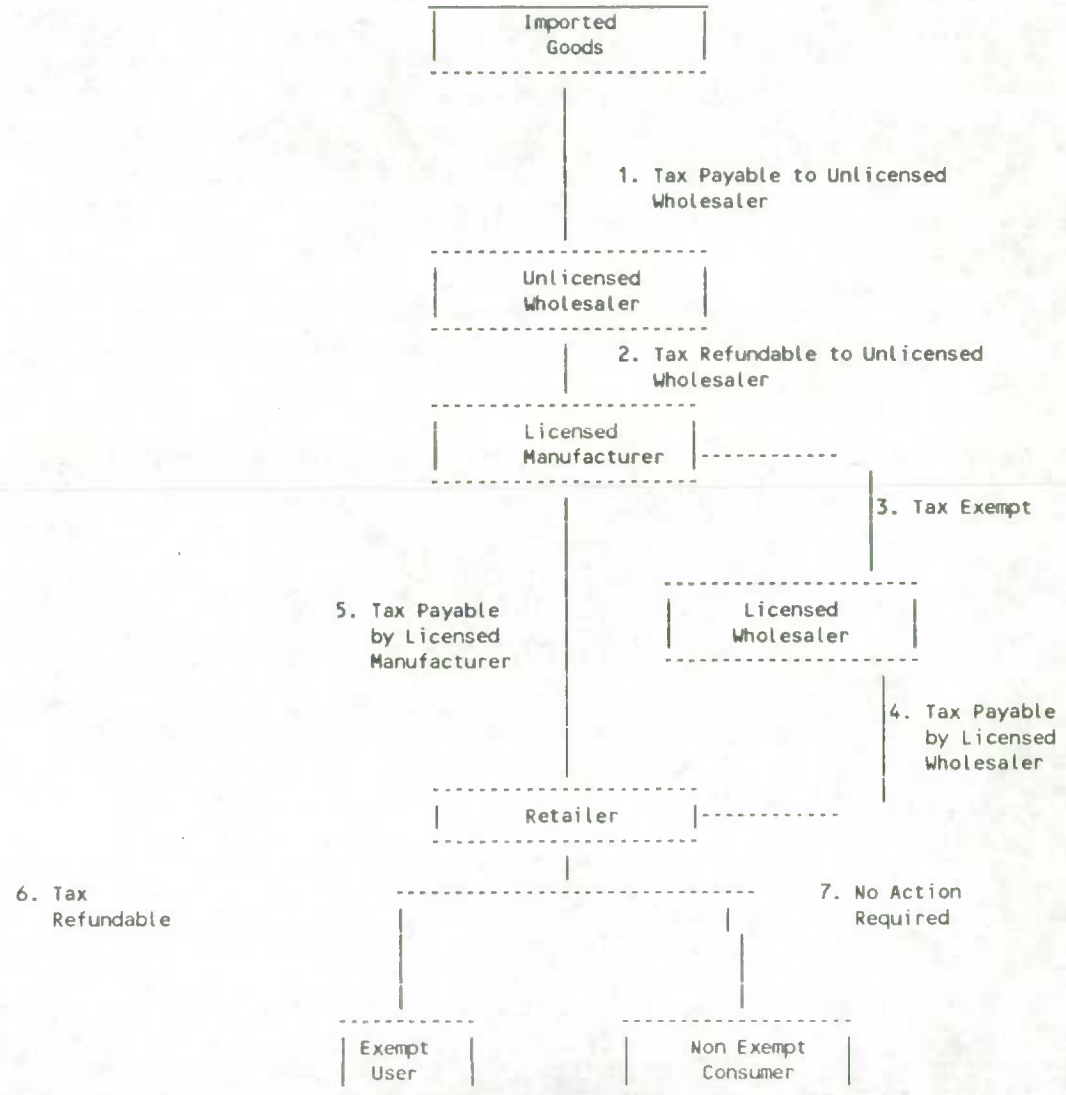 Imported
Goods
1. Tax Payable to Unlicensed
Wholesaler
Unlicensed
Wholesaler
2. Tax Refundable to Unlicensed
Wholesaler
Licensed
Manufacturer
3. Tax Exempt
5. Tax Payable
by Licensed
Manufacturer
Licensed
Wholesaler
4. Tax Payable
by Licensed
Wholesaler
Retailer
6. Tax
Refundable
7. No Action
Required
Exempt
User
Non Exempt
Consumer